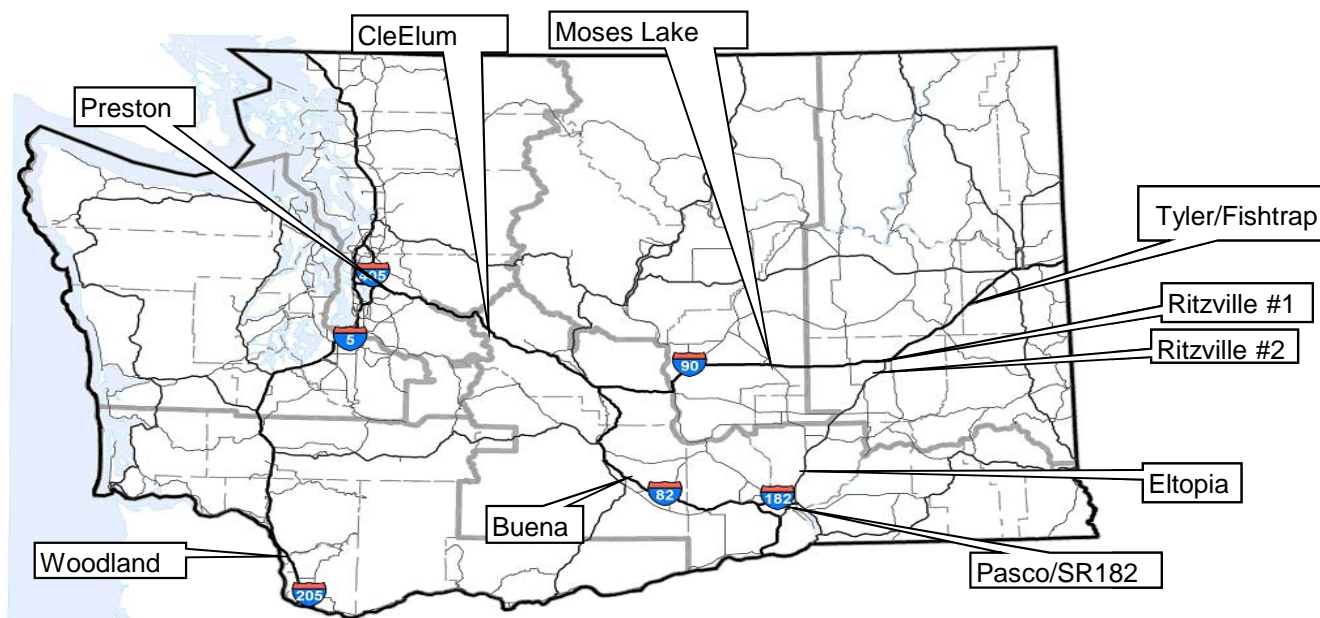 CleElum
Moses Lake
Preston
Tyler/Fishtrap
405
Ritzville #1
5
Ritzville #2
90
Eltopia
82
182
Buena
Woodland
Pasco/SR182
205